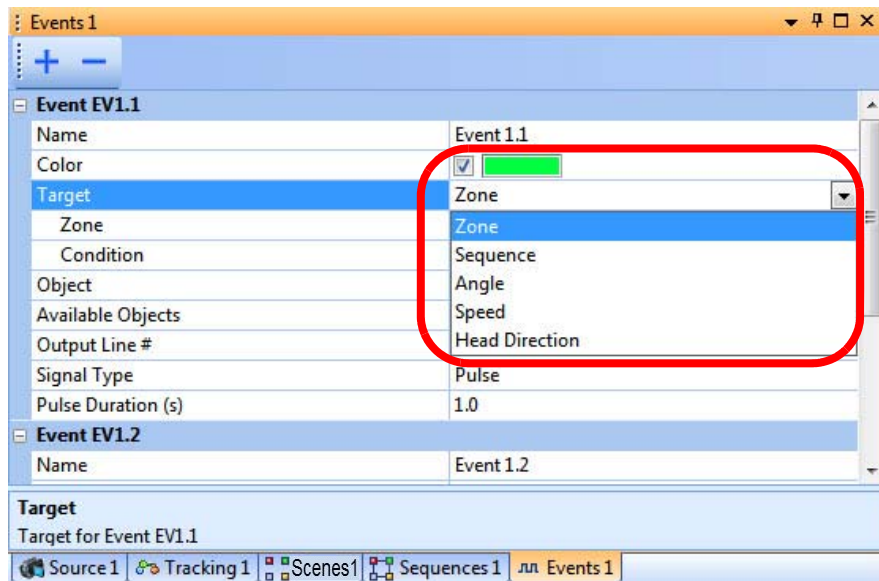 Events 1
Event EV1.1
Name Event 1.1
Color
Target Zone
Zone Zone
Condition Sequence
Object Angle
Available Objects Speed
Output Line # Head Direction
Signal Type Pulse
Pulse Duration (s) 1.0
Event EV1.2
Name Event 1.2
Target
Target for Event EV1.1
Source 1 Tracking 1 Scenes1 Sequences 1 Events 1